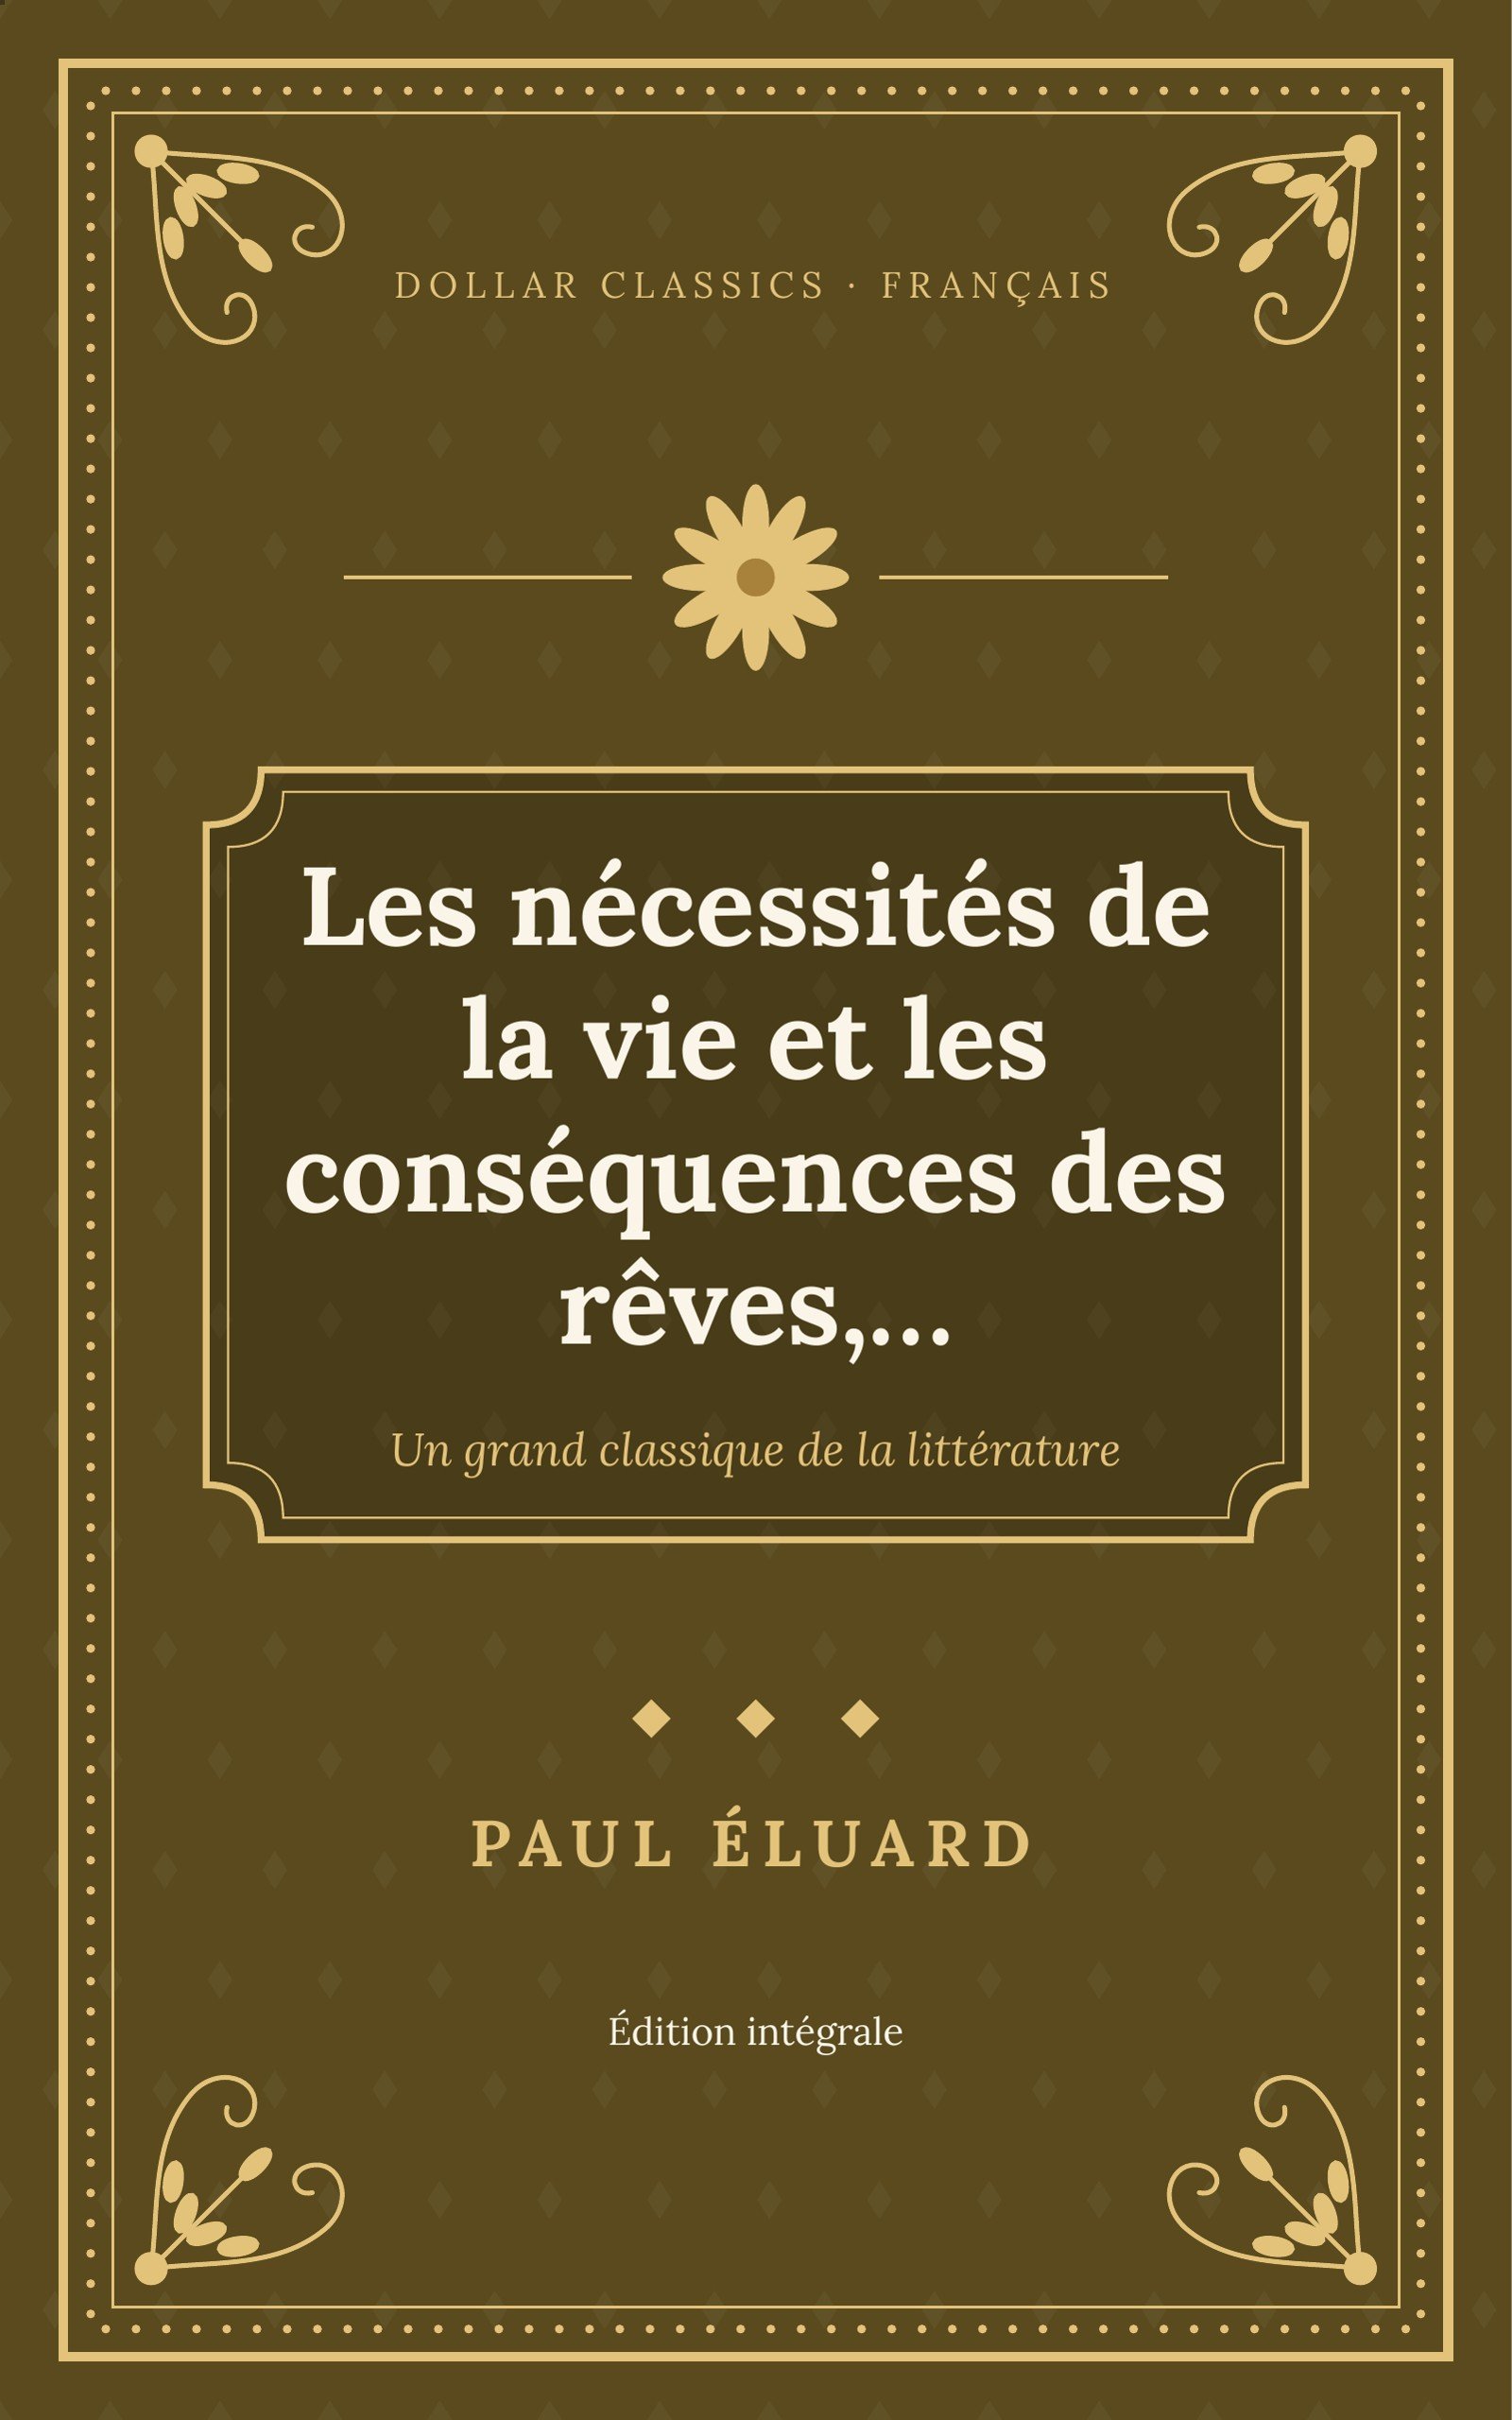 DOLLAR CLASSICS · FRANÇAIS
Les nécessités de
la vie et les
conséquences des
rêves,...
Un grand classique de la littérature
PAUL ÉLUARD
Édition intégrale